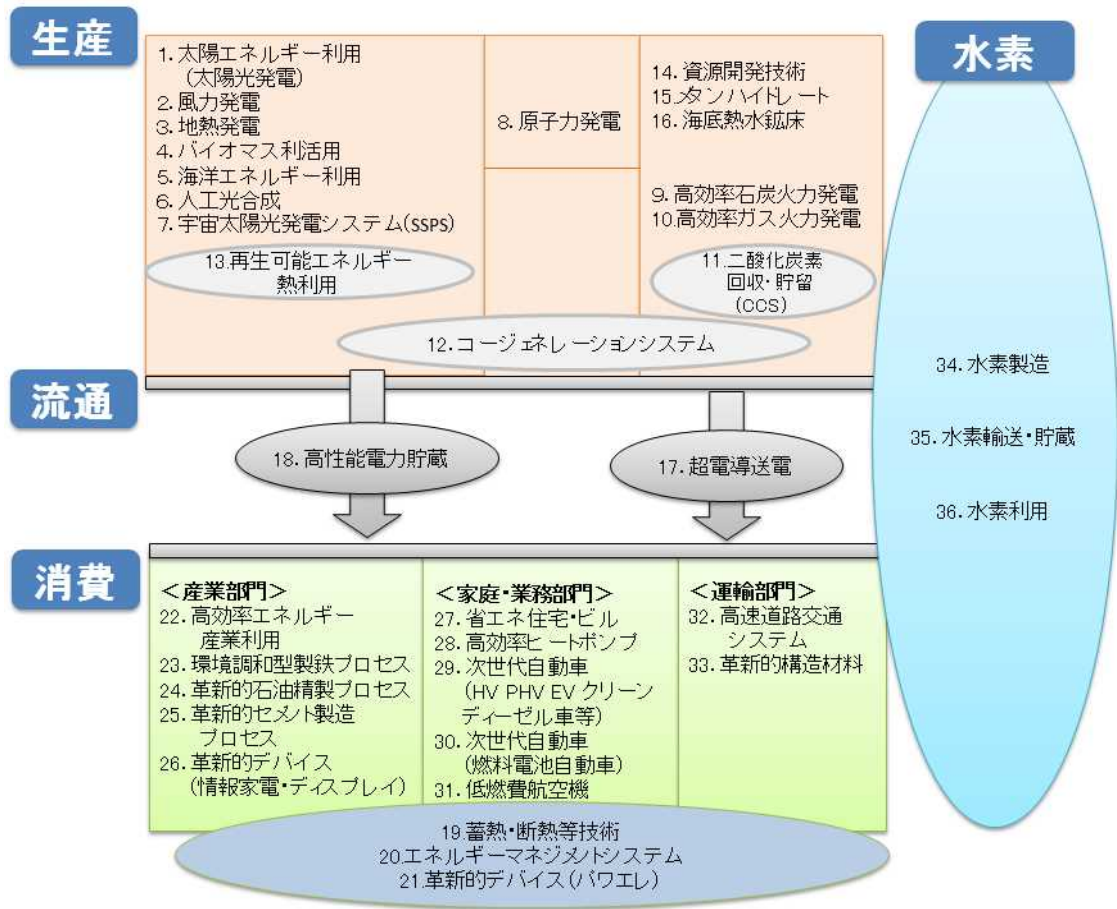 生産
1. 太陽エネルギー利用
(太陽光発電)
2. 風力発電
3. 地熱発電
4. バイオマス利活用
5. 海洋エネルギー利用
6. 人工光合成
7. 宇宙太陽光発電システム(SSPS)
13.再生可能エネルギー
熱利用
8. 原子力発電
14. 資源開発技術
15.メタンハイドレート
16. 海底熱水鉱床
9. 高効率石炭火力発電
10.高効率ガス火力発電
11.二酸化炭素
回収・貯留
(CCS)
12.コージェネレーションシステム
流通
18.高性能電力貯蔵
17.超電導送電
消費
＜産業部門＞
22.高効率エネルギー
産業利用
23.環境調和型製鉄プロセス
24.革新的石油精製プロセス
25.革新的セメント製造
プロセス
26.革新的デバイス
(情報家電・ディスプレイ)
＜家庭・業務部門＞
27.省エネ住宅・ビル
28.高効率ヒートポンプ
29.次世代自動車
(HV PHV EV クリーン
ディーゼル車等)
30.次世代自動車
(燃料電池自動車)
31.低燃費航空機
＜運輸部門＞
32.高速道路交通
システム
33.革新的構造材料
19.蓄熱・断熱等技術
20.エネルギーマネジメントシステム
21.革新的デバイス(パワエレ)
水素
34.水素製造
35.水素輸送・貯蔵
36.水素利用